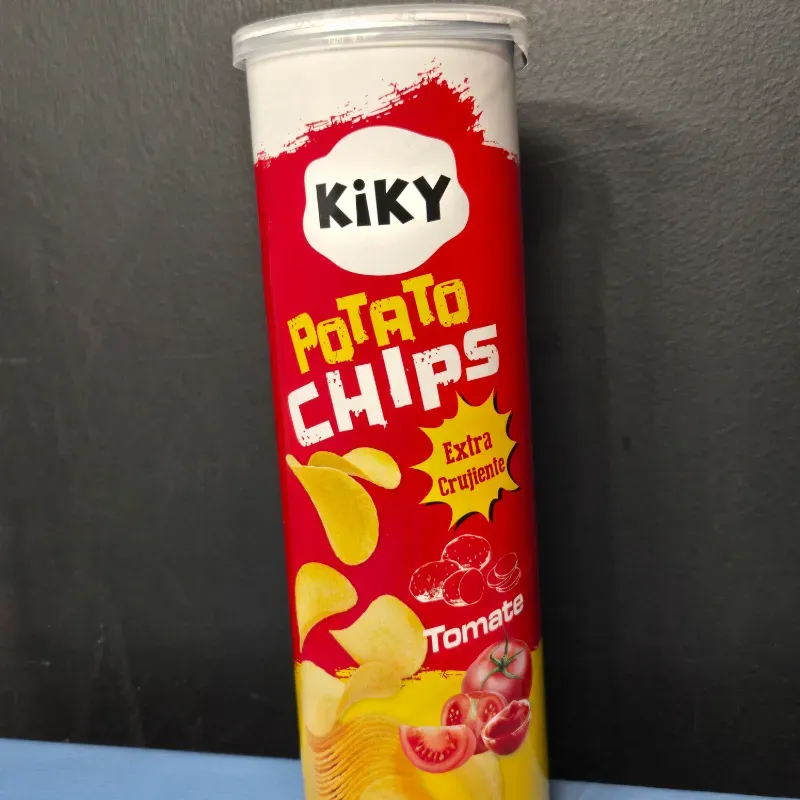 KiKY
POTATO
CHIPS
Extra
Crujiente
Tomate